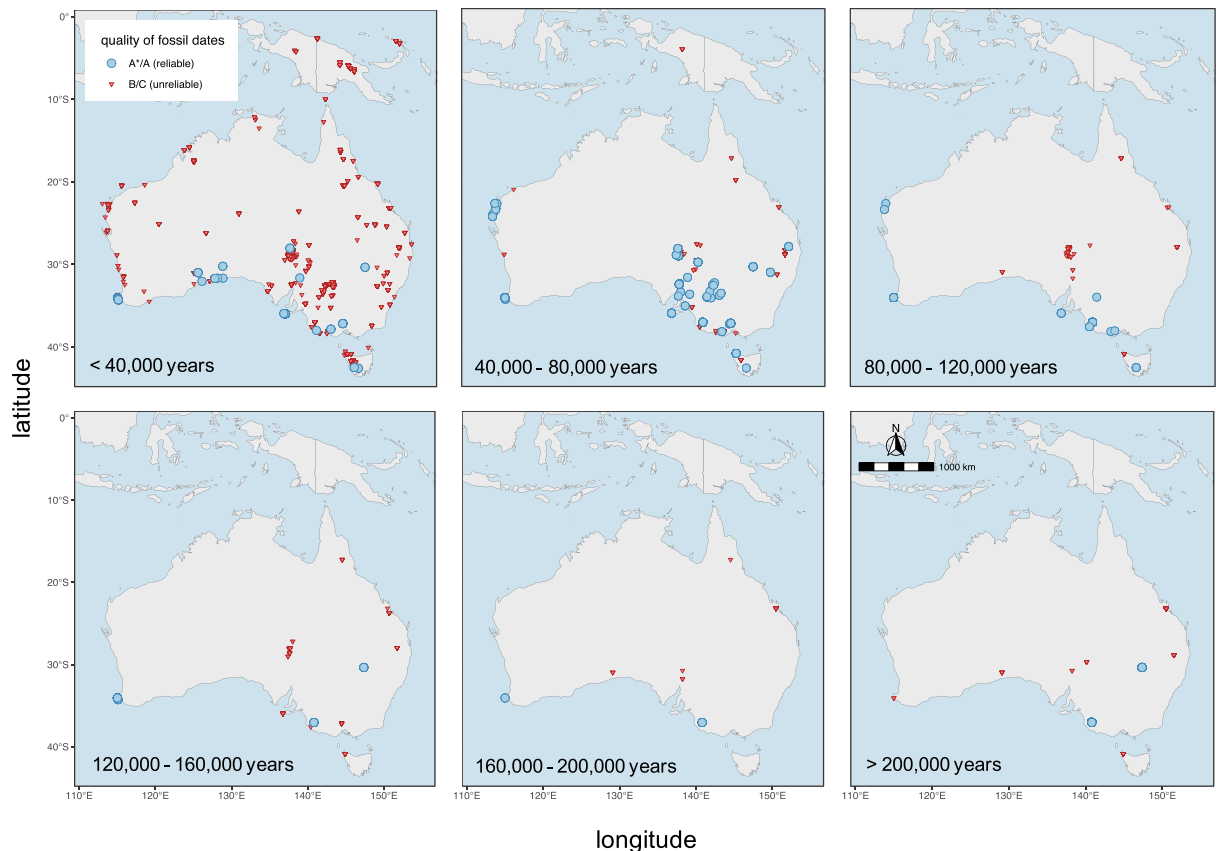 quality of fossil dates
A*/A (reliable)
B/C (unreliable)
0°
10°S
20°S
30°S
40°S
< 40,000 years
40,000 - 80,000 years
80,000 - 120,000 years
latitude
N
1000 km
0°
10°S
20°S
30°S
40°S
120,000 - 160,000 years
160,000 - 200,000 years
> 200,000 years
110°E 120°E 130°E 140°E 150°E
110°E 120°E 130°E 140°E 150°E
110°E 120°E 130°E 140°E 150°E
longitude